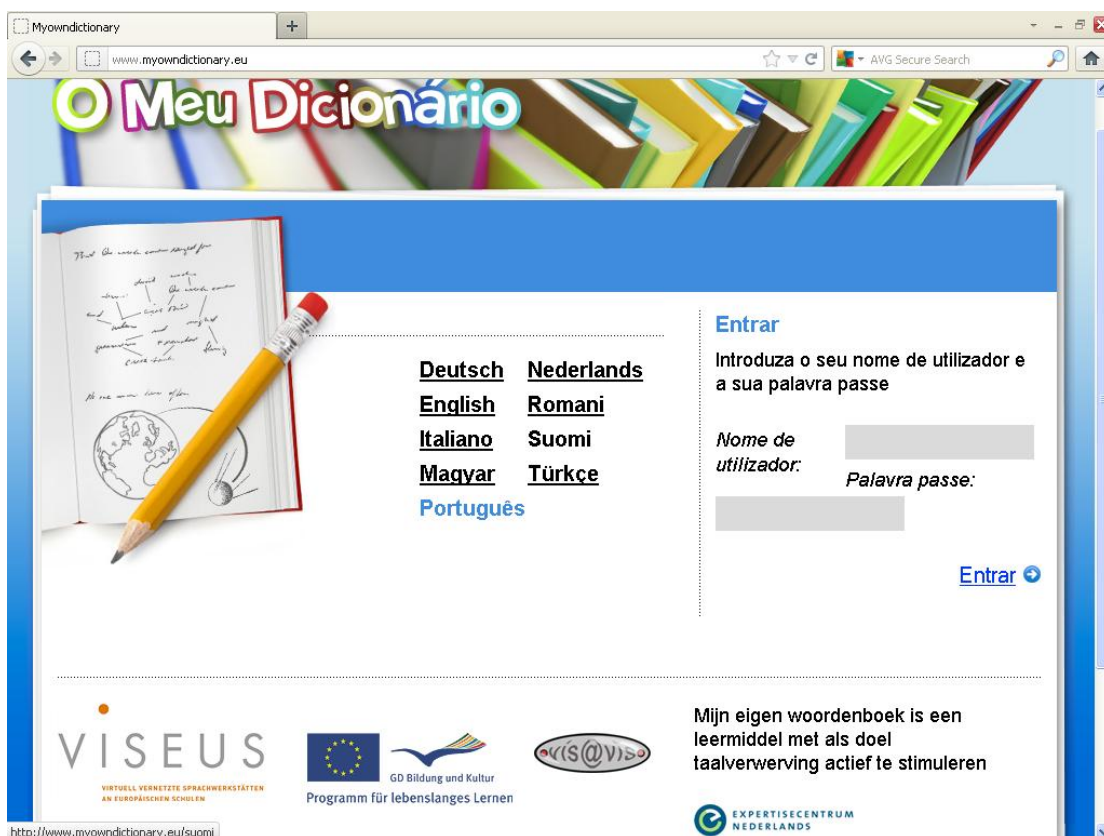 Myowndictionary
www.myowndictionary.eu
AVG Secure Search
O Meu Dicionário
Deutsch Nederlands
English Romani
Italiano Suomi
Magyar Türkçe
Português
Entrar
Introduza o seu nome de utilizador e
a sua palavra passe
Nome de
utilizador:
Palavra passe:
Entrar
VISEUS
VIRTUELL VERNETZTE SPRACHWERKSTÄTTEN
AN EUROPÄISCHEN SCHULEN
GD Bildung und Kultur
Programm für lebenslanges Lernen
vis@vis
Mijn eigen woordenboek is een
leermiddel met als doel
taalverwerving actief te stimuleren
EXPERTISECENTRUM
NEDERLANDS
http://www.myowndictionary.eu/suomi